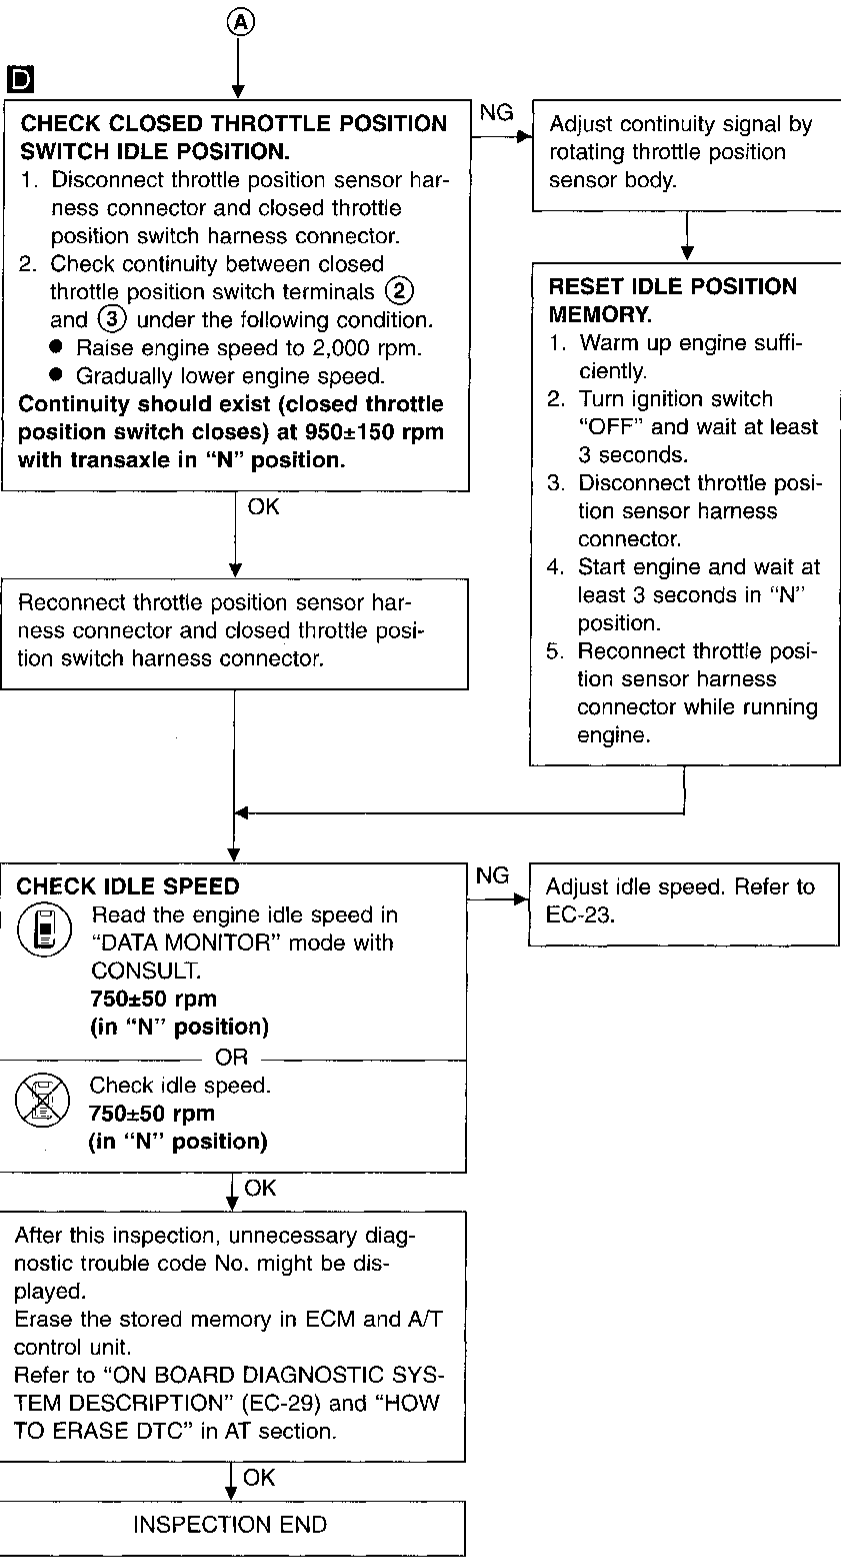 A
D
CHECK CLOSED THROTTLE POSITION
SWITCH IDLE POSITION.
1. Disconnect throttle position sensor har-
ness connector and closed throttle
position switch harness connector.
2. Check continuity between closed
throttle position switch terminals ②
and ③ under the following condition.
● Raise engine speed to 2,000 rpm.
● Gradually lower engine speed.
Continuity should exist (closed throttle
position switch closes) at 950±150 rpm
with transaxle in “N” position.
NG
Adjust continuity signal by
rotating throttle position
sensor body.
RESET IDLE POSITION
MEMORY.
1. Warm up engine suffi-
ciently.
2. Turn ignition switch
“OFF” and wait at least
3 seconds.
3. Disconnect throttle posi-
tion sensor harness
connector.
4. Start engine and wait at
least 3 seconds in “N”
position.
5. Reconnect throttle posi-
tion sensor harness
connector while running
engine.
OK
Reconnect throttle position sensor har-
ness connector and closed throttle posi-
tion switch harness connector.
CHECK IDLE SPEED
Read the engine idle speed in
“DATA MONITOR” mode with
CONSULT.
750±50 rpm
(in “N” position)
OR
Check idle speed.
750±50 rpm
(in “N” position)
NG
Adjust idle speed. Refer to
EC-23.
OK
After this inspection, unnecessary diag-
nostic trouble code No. might be dis-
played.
Erase the stored memory in ECM and A/T
control unit.
Refer to “ON BOARD DIAGNOSTIC SYS-
TEM DESCRIPTION” (EC-29) and “HOW
TO ERASE DTC” in AT section.
OK
INSPECTION END